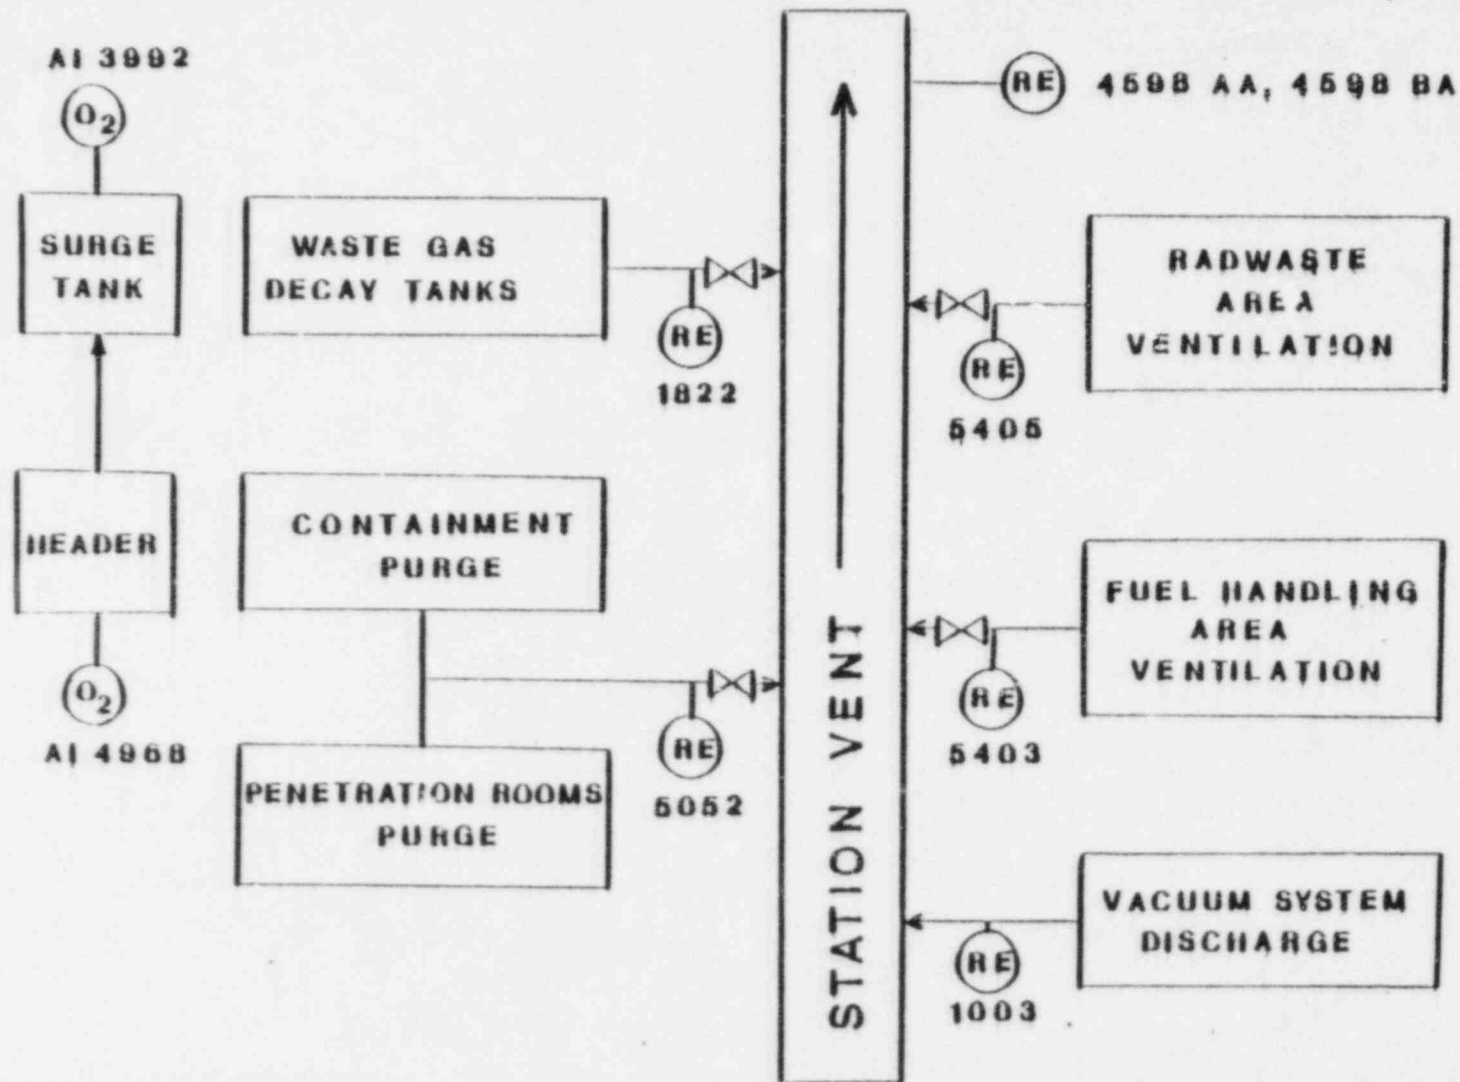 AI 3992
O2
SURGE
TANK
HEADER
O2
AI 4968
WASTE GAS
DECAY TANKS
RE
1822
CONTAINMENT
PURGE
PENETRATION ROOMS
PURGE
RE
5052
STATION VENT
RE 4598 AA, 4598 BA
RADWASTE
AREA
VENTILATION
RE
5405
FUEL HANDLING
AREA
VENTILATION
RE
5403
VACUUM SYSTEM
DISCHARGE
RE
1003